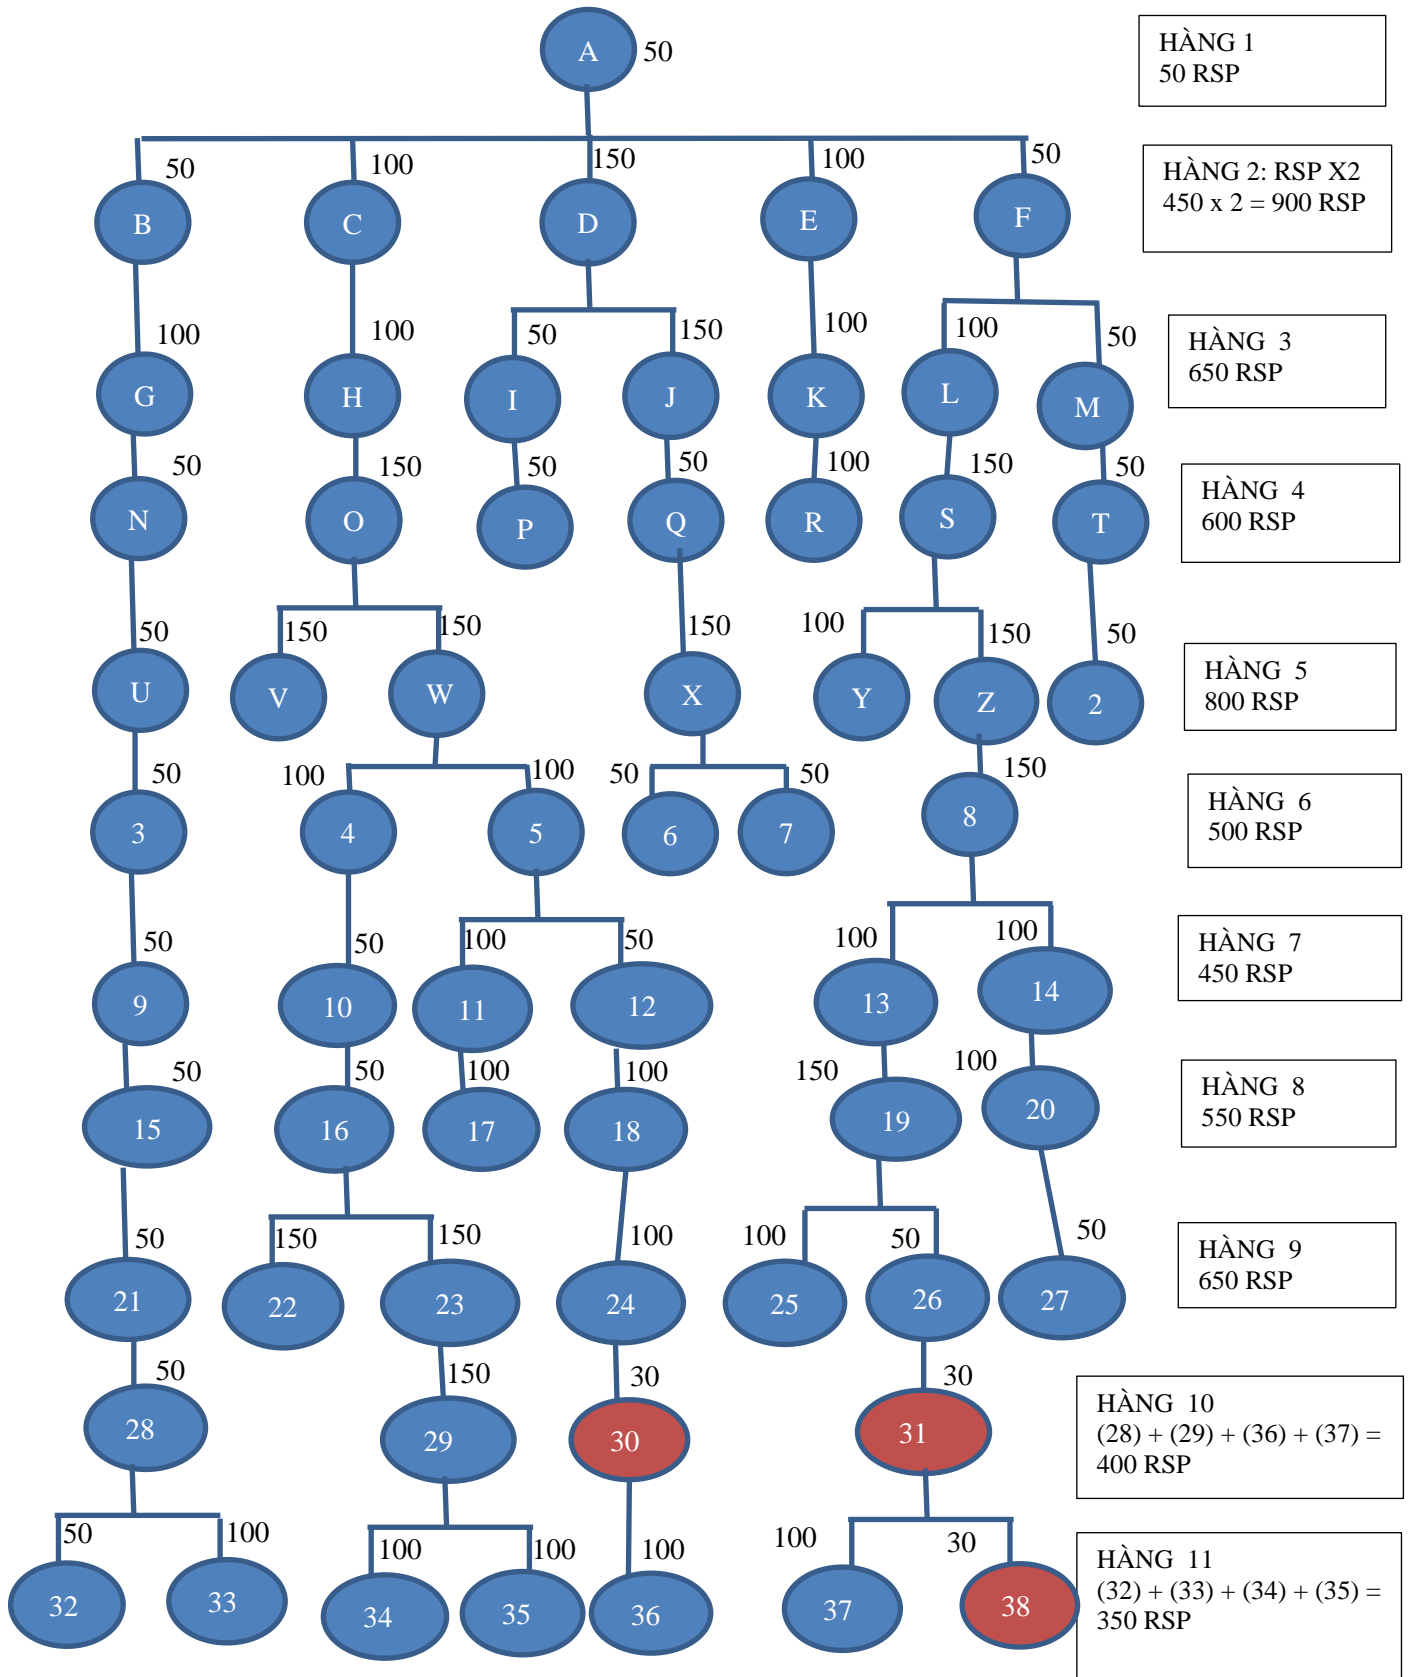 A
50
HÀNG 1
50 RSP
50
100
150
100
50
B
C
D
E
F
HÀNG 2: RSP X2
450 x 2 = 900 RSP
100
100
50
150
100
100
50
G
H
I
J
K
L
M
HÀNG 3
650 RSP
50
150
50
50
100
150
50
N
O
P
Q
R
S
T
HÀNG 4
600 RSP
50
150
150
150
100
150
50
U
V
W
X
Y
Z
2
HÀNG 5
800 RSP
50
100
100
50
50
150
3
4
5
6
7
8
HÀNG 6
500 RSP
50
50
100
50
100
100
9
10
11
12
13
14
HÀNG 7
450 RSP
50
50
100
100
150
100
15
16
17
18
19
20
HÀNG 8
550 RSP
50
150
150
100
100
50
50
21
22
23
24
25
26
27
HÀNG 9
650 RSP
50
150
30
30
28
29
30
31
HÀNG 10
(28) + (29) + (36) + (37) =
400 RSP
50
100
100
100
100
100
30
32
33
34
35
36
37
38
HÀNG 11
(32) + (33) + (34) + (35) =
350 RSP